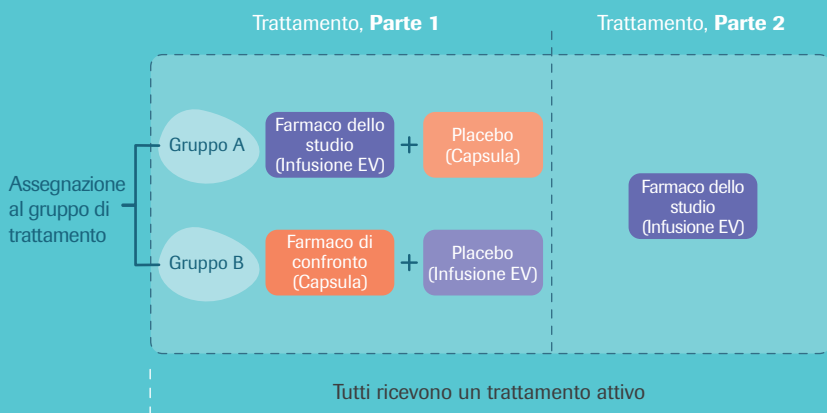 Trattamento, Parte 1
Trattamento, Parte 2
Assegnazione
al gruppo di
trattamento
Gruppo A
Farmaco dello
studio
(Infusione EV)
+
Placebo
(Capsula)
Gruppo B
Farmaco di
confronto
(Capsula)
+
Placebo
(Infusione EV)
Farmaco dello
studio
(Infusione EV)
Tutti ricevono un trattamento attivo